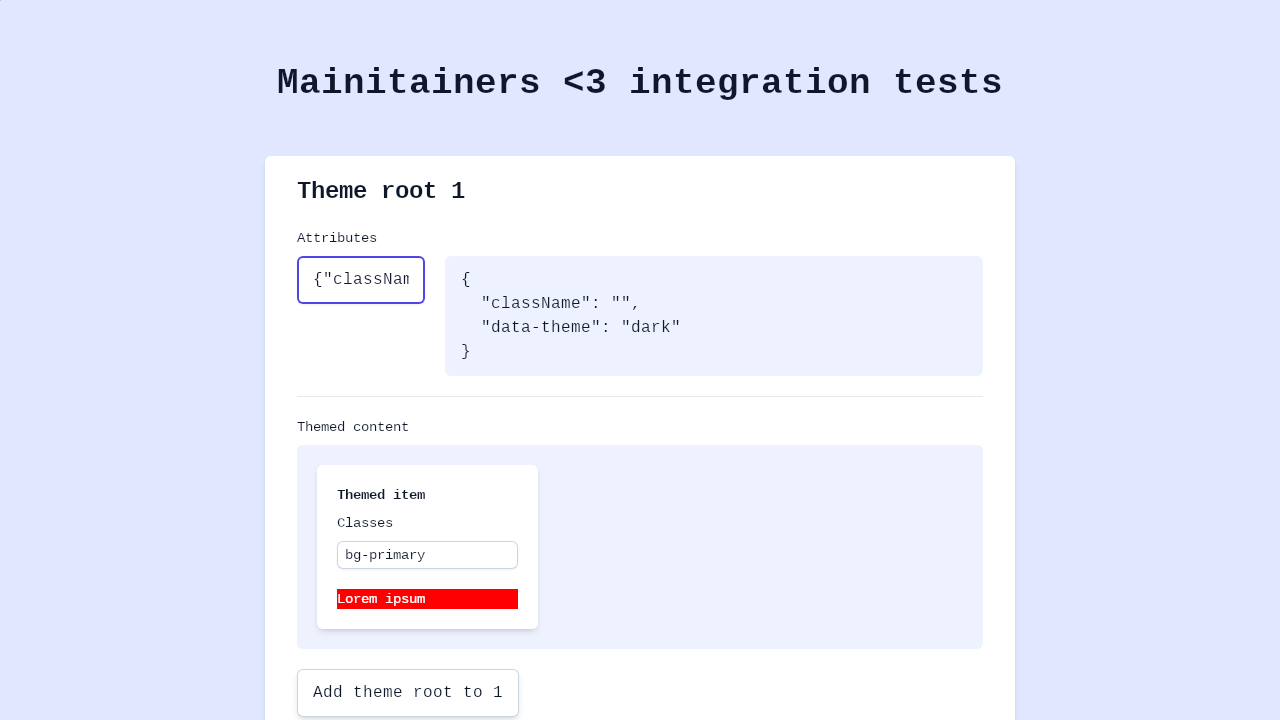 Mainitainers <3 integration tests
Theme root 1
Attributes
{"classNam
{
"className": "",
"data-theme": "dark"
}
Themed content
Themed item
Classes
bg-primary
Lorem ipsum
Add theme root to 1